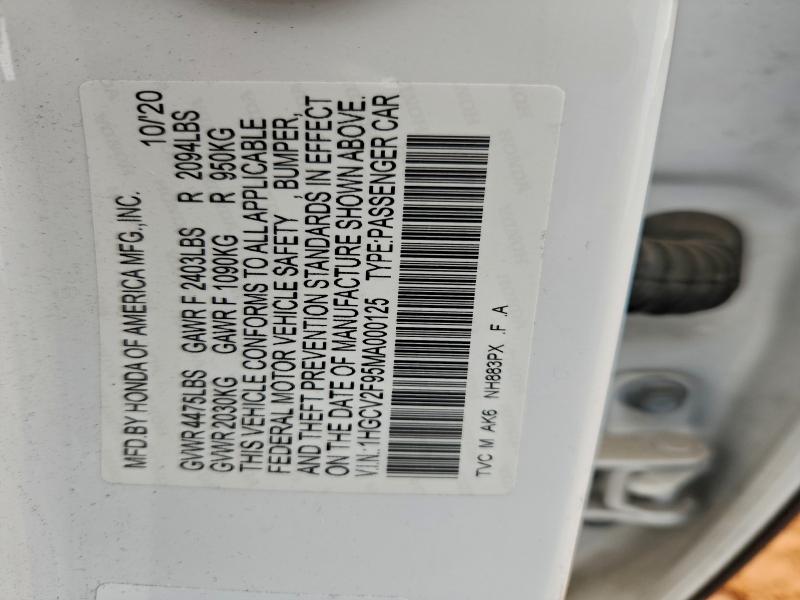 MFD.BY HONDA OF AMERICA MFG.,INC. 10/'20
GVWR 4475LBS GAWR F 2403LBS R 2094LBS
GVWR 2030KG GAWR F 1090KG R 950KG
THIS VEHICLE CONFORMS TO ALL APPLICABLE
FEDERAL MOTOR VEHICLE SAFETY , BUMPER,
AND THEFT PREVENTION STANDARDS IN EFFECT
ON THE DATE OF MANUFACTURE SHOWN ABOVE.
V.I.N.:1HGCV2F95MA000125 TYPE:PASSENGER CAR
TVC M AK6 NH883PX .F .A